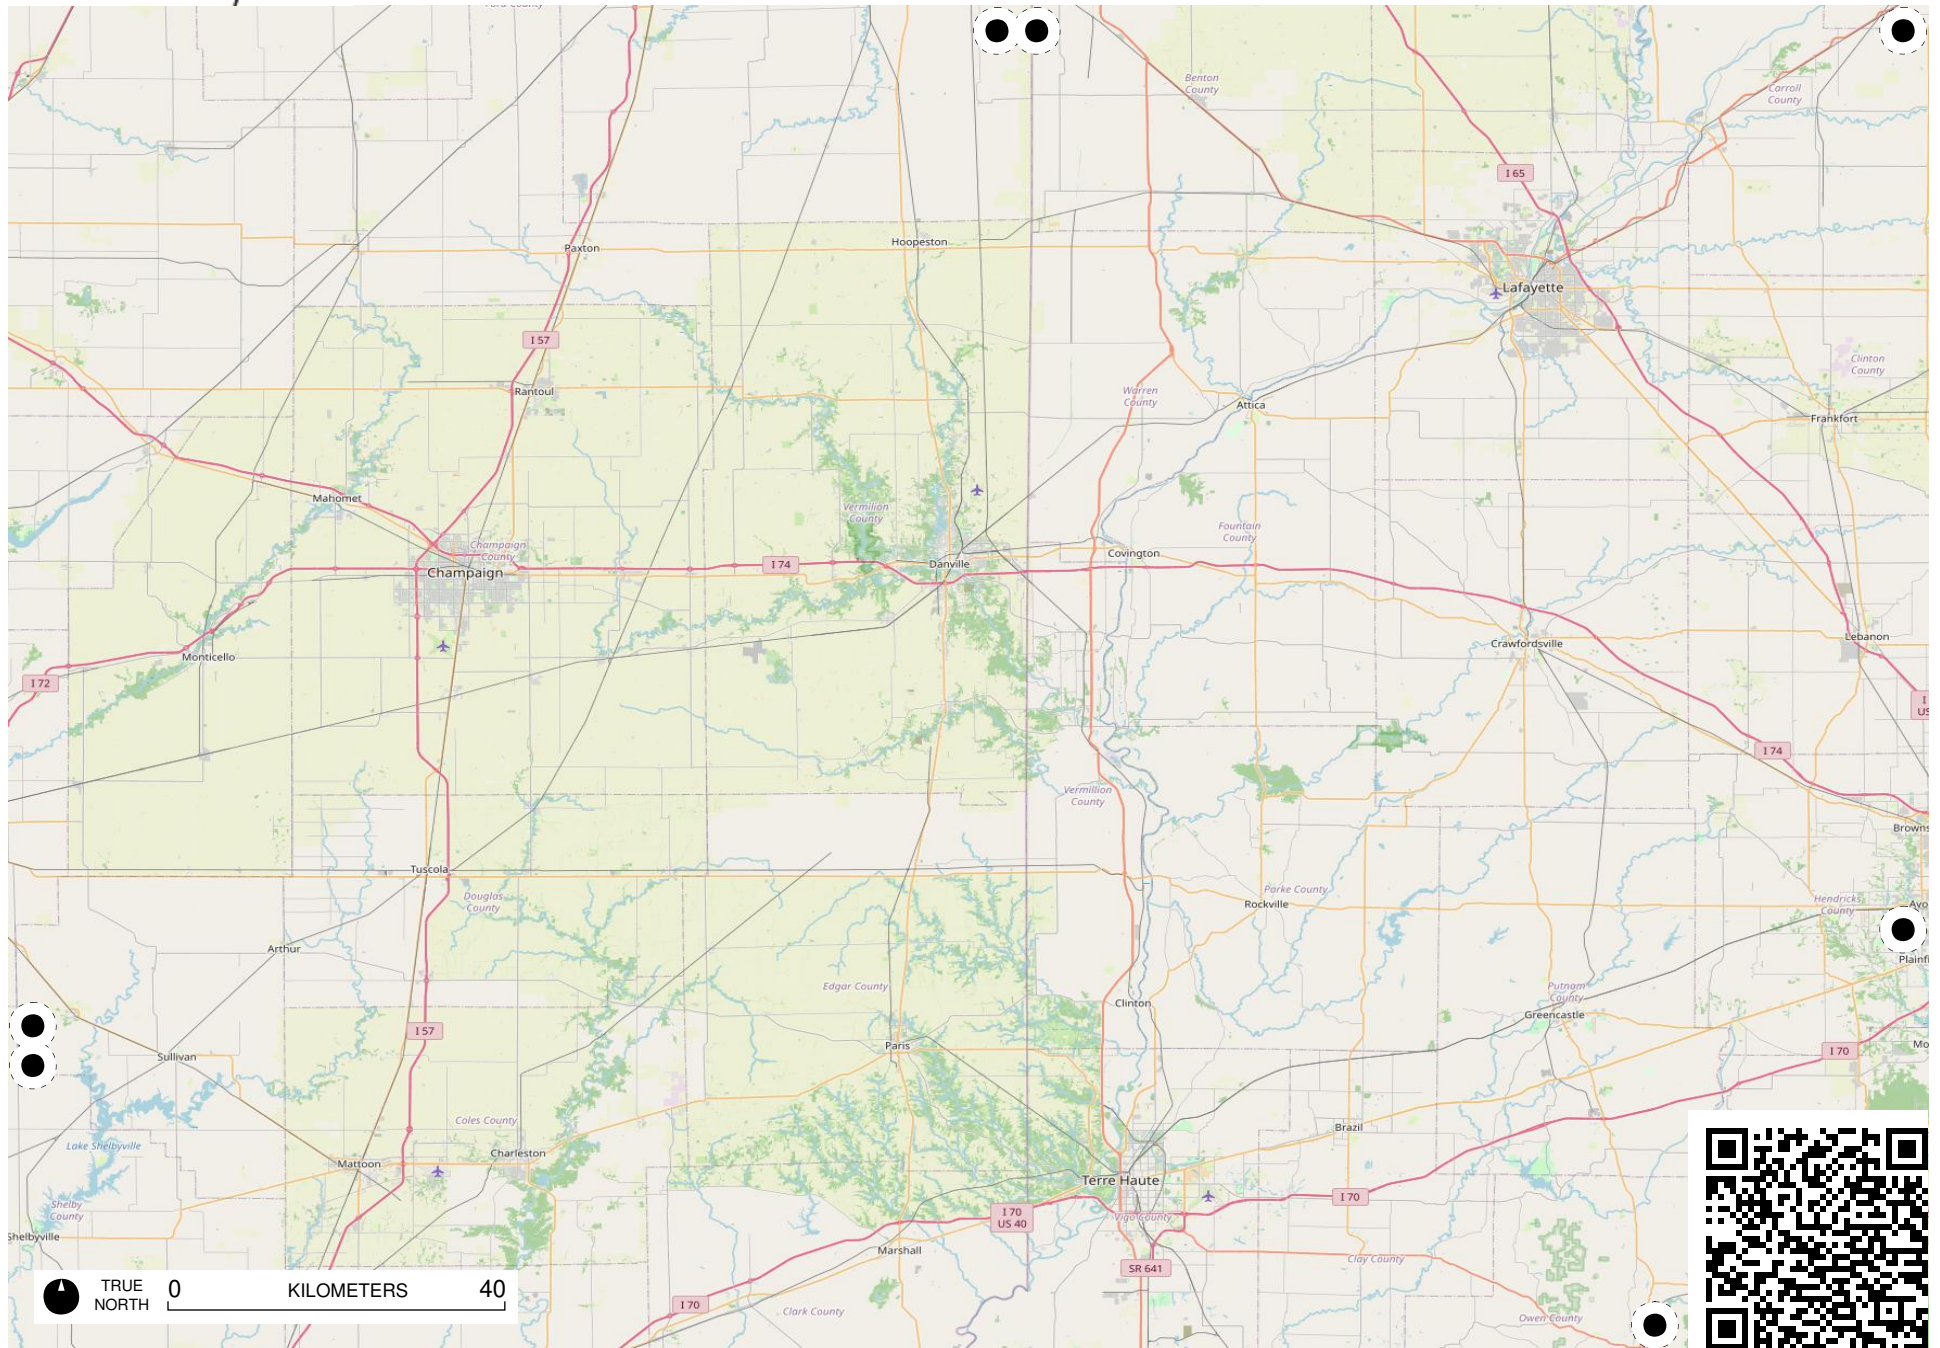 Benton
County
Carroll
County
I 65
Paxton
Hoopeston
Lafayette
I 57
Clinton
County
Rantoul
Warren
County
Attica
Frankfort
Mahomet
Vermilion
County
Fountain
County
Champaign
County
Covington
I 74
Danville
Champaign
Crawfordsville
Lebanon
Monticello
I 72
I
US
I 74
Vermillion
County
Browns
Tuscola
Douglas
County
Parke County
Rockville
Hendricks
County
Avo
Arthur
Plainfi
Edgar County
Putnam
County
Clinton
Greencastle
I 57
Paris
Mo
I 70
Sullivan
Coles County
Brazil
Lake Shelbyville
Charleston
Mattoon
Terre Haute
I 70
Shelby
County
I 70
US 40
Vigo County
Shelbyville
Marshall
Clay County
SR 641
TRUE
NORTH
0 KILOMETERS 40
I 70
Clark County
Owen County